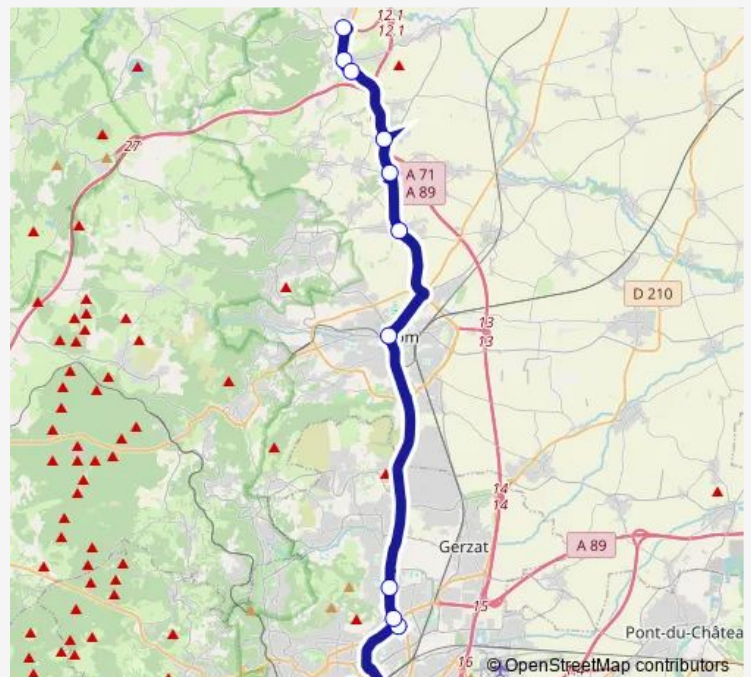 12.1
12.1
27
A 71
A 89
D 210
om
13
13
14
14
Gerzat
A 89
15
Pont-du-Châtea
16
© OpenStreetMap contributors